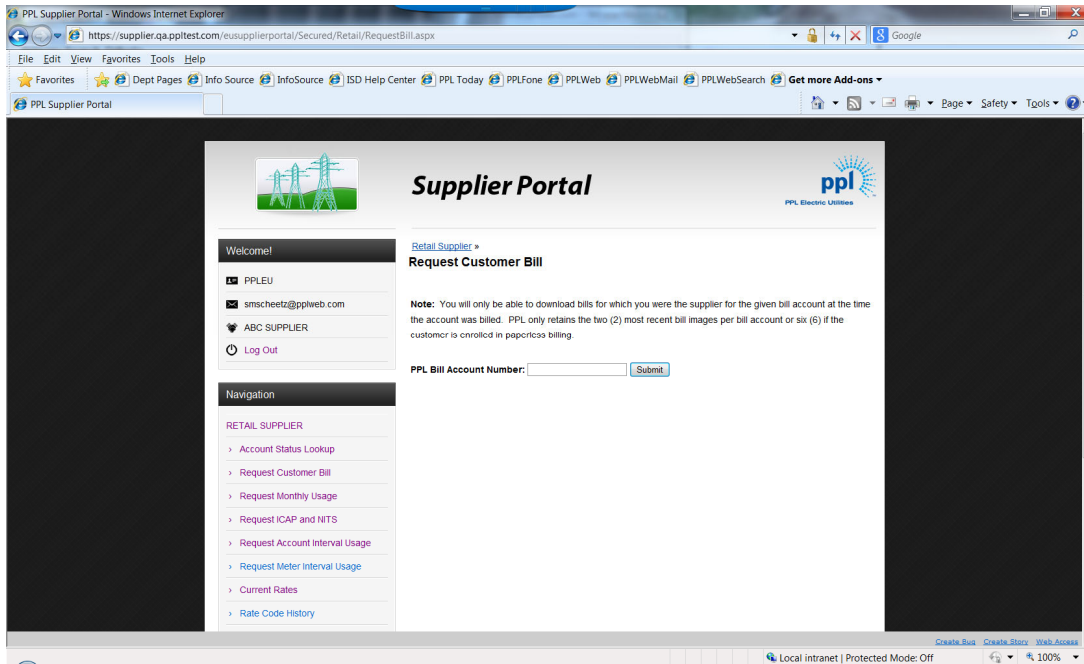 PPL Supplier Portal - Windows Internet Explorer
https://supplier.qa.ppltest.com/eusupplierportal/Secured/Retail/RequestBill.aspx
Google
File Edit View Favorites Tools Help
Favorites Dept Pages Info Source InfoSource ISD Help Center PPL Today PPLFone PPLWeb PPLWebMail PPLWebSearch Get more Add-ons
PPL Supplier Portal
Page Safety Tools
Supplier Portal
ppl
PPL Electric Utilities
Welcome!
PPLEU
smscheetz@pplweb.com
ABC SUPPLIER
Log Out
Navigation
RETAIL SUPPLIER
› Account Status Lookup
› Request Customer Bill
› Request Monthly Usage
› Request ICAP and NITS
› Request Account Interval Usage
› Request Meter Interval Usage
› Current Rates
› Rate Code History
Retail Supplier »
Request Customer Bill
Note: You will only be able to download bills for which you were the supplier for the given bill account at the time
the account was billed. PPL only retains the two (2) most recent bill images per bill account or six (6) if the
customer is enrolled in paperless billing.
PPL Bill Account Number: Submit
Create Bug Create Story Web Access
Local intranet | Protected Mode: Off
100%